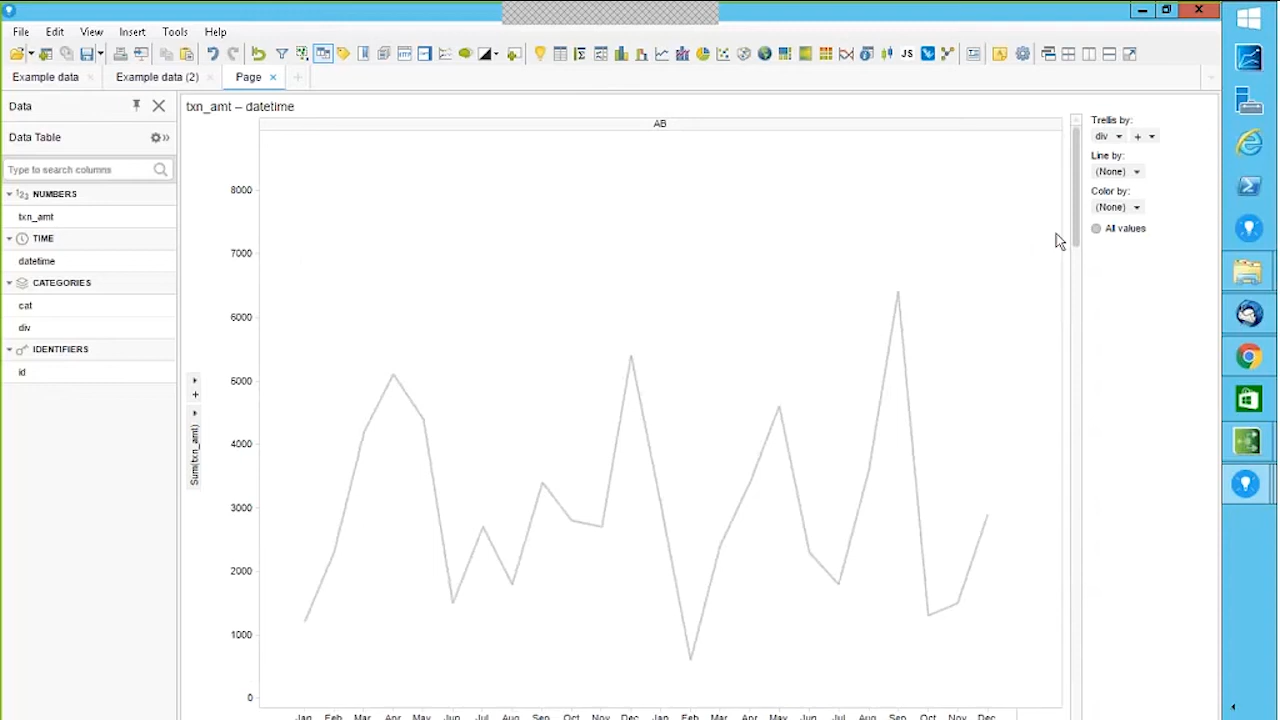 File Edit View Insert Tools Help
Example data × Example data (2) × Page × +
Data
Data Table
Type to search columns
NUMBERS
txn_amt
TIME
datetime
CATEGORIES
cat
div
IDENTIFIERS
id
txn_amt – datetime
AB
8000
7000
6000
5000
4000
3000
2000
1000
0
Sum(txn_amt)
Jan Feb Mar Apr May Jun Jul Aug Sep Oct Nov Dec Jan Feb Mar Apr May Jun Jul Aug Sep Oct Nov Dec
Trellis by:
div +
Line by:
(None)
Color by:
(None)
All values
JS